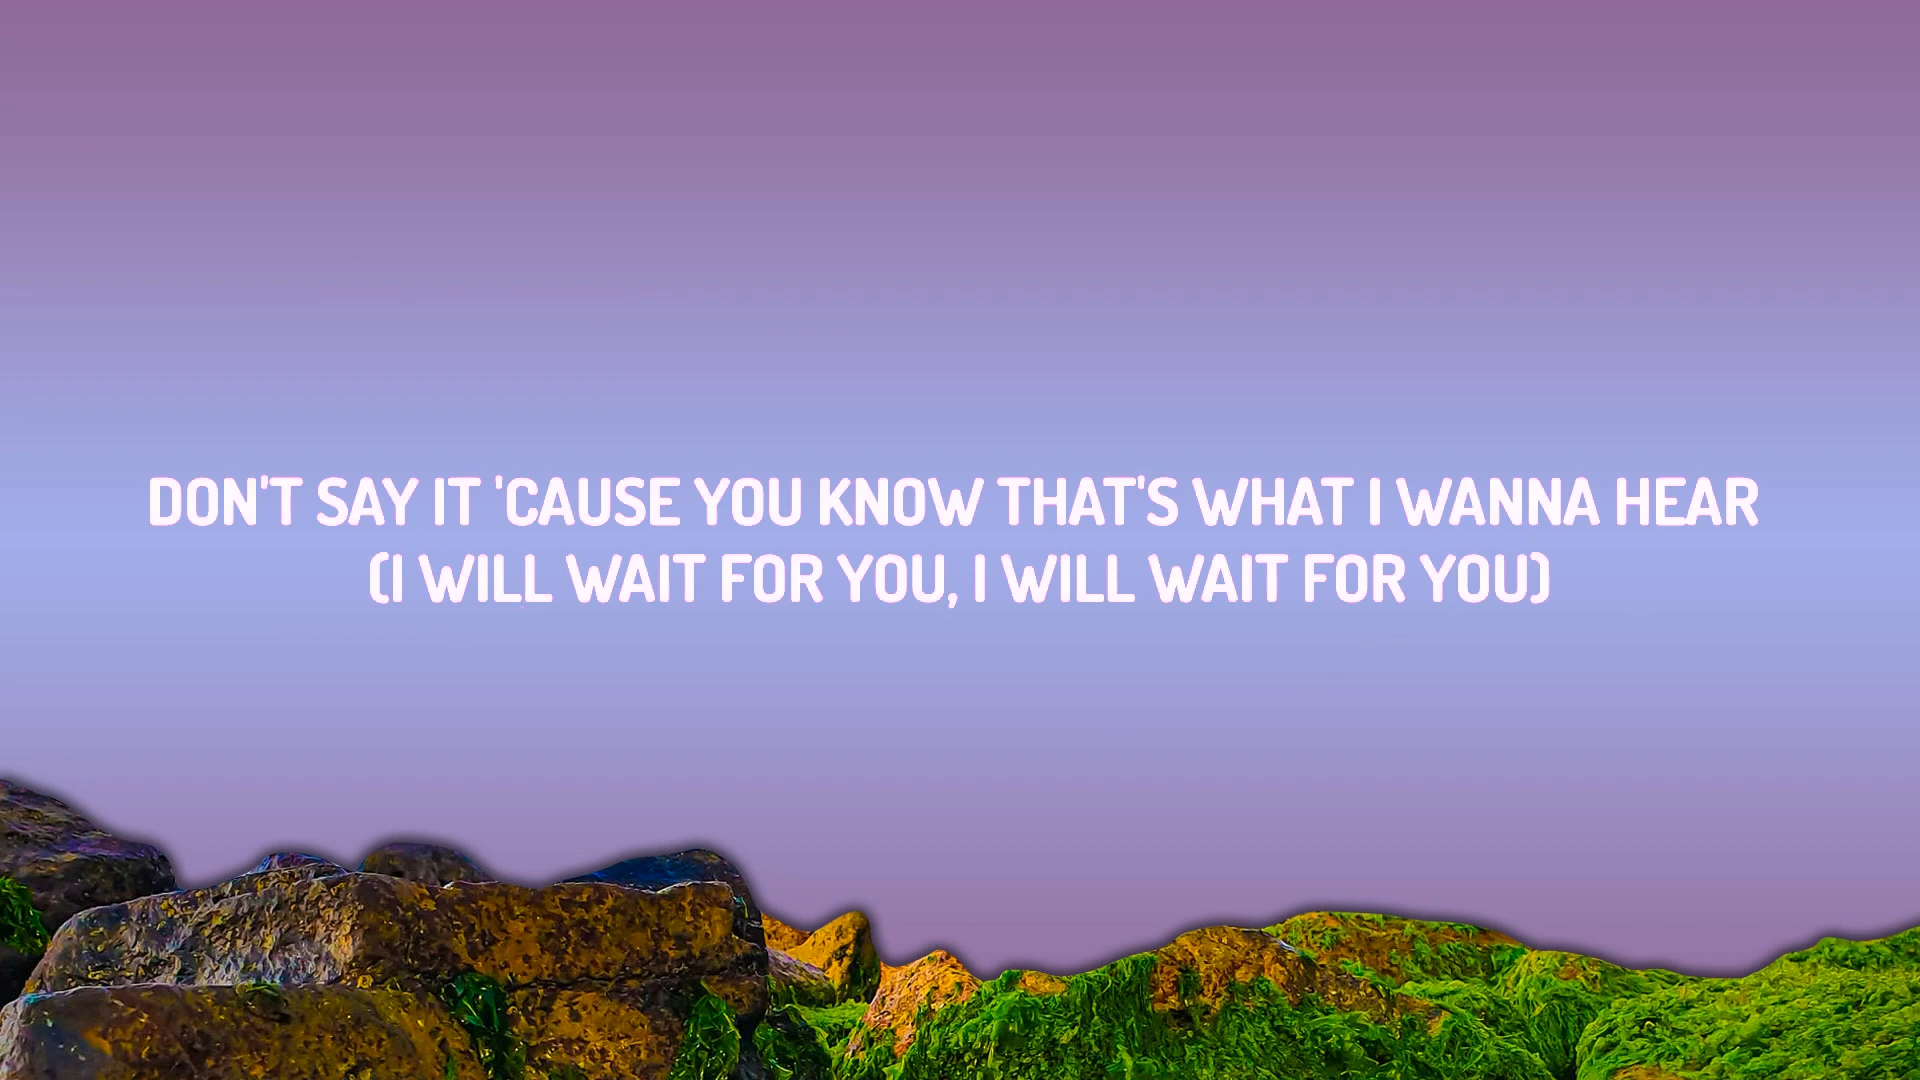 DON'T SAY IT 'CAUSE YOU KNOW THAT'S WHAT I WANNA HEAR
(I WILL WAIT FOR YOU, I WILL WAIT FOR YOU)